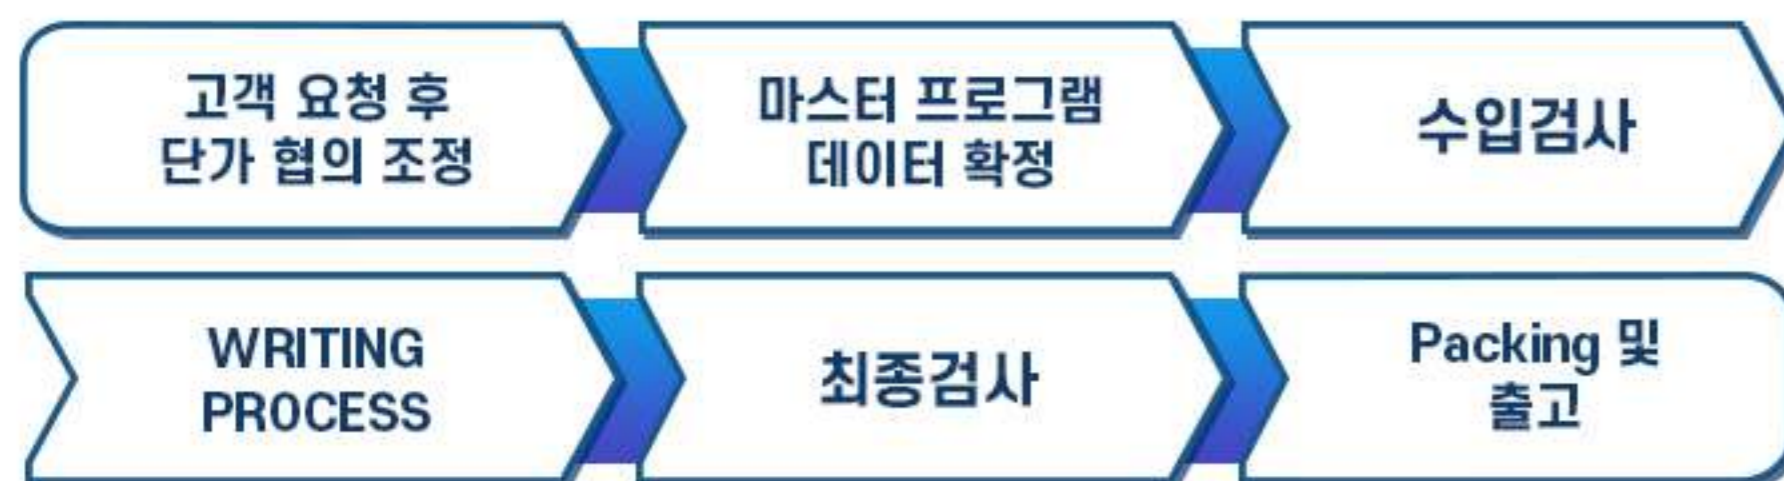 고객 요청 후
단가 협의 조정
마스터 프로그램
데이터 확정
수입검사
WRITING
PROCESS
최종검사
Packing 및
출고